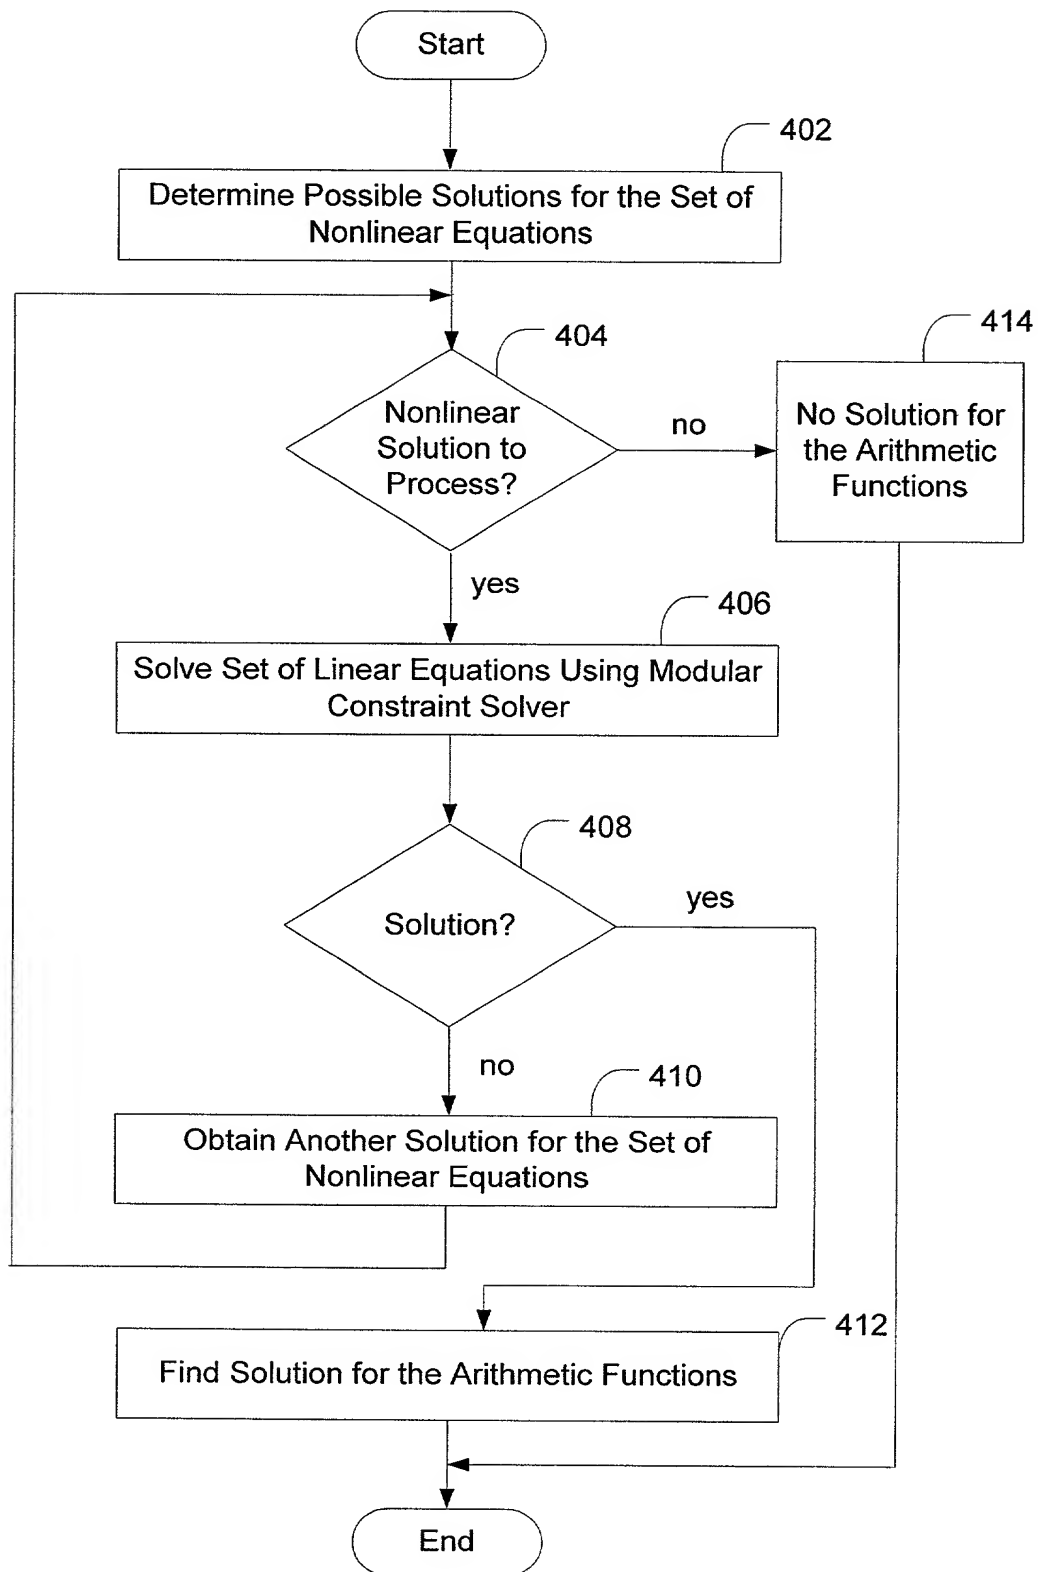 Start
402
Determine Possible Solutions for the Set of
Nonlinear Equations
404
414
Nonlinear
Solution to
Process?
no
No Solution for
the Arithmetic
Functions
yes
406
Solve Set of Linear Equations Using Modular
Constraint Solver
408
Solution?
yes
no
410
Obtain Another Solution for the Set of
Nonlinear Equations
412
Find Solution for the Arithmetic Functions
End